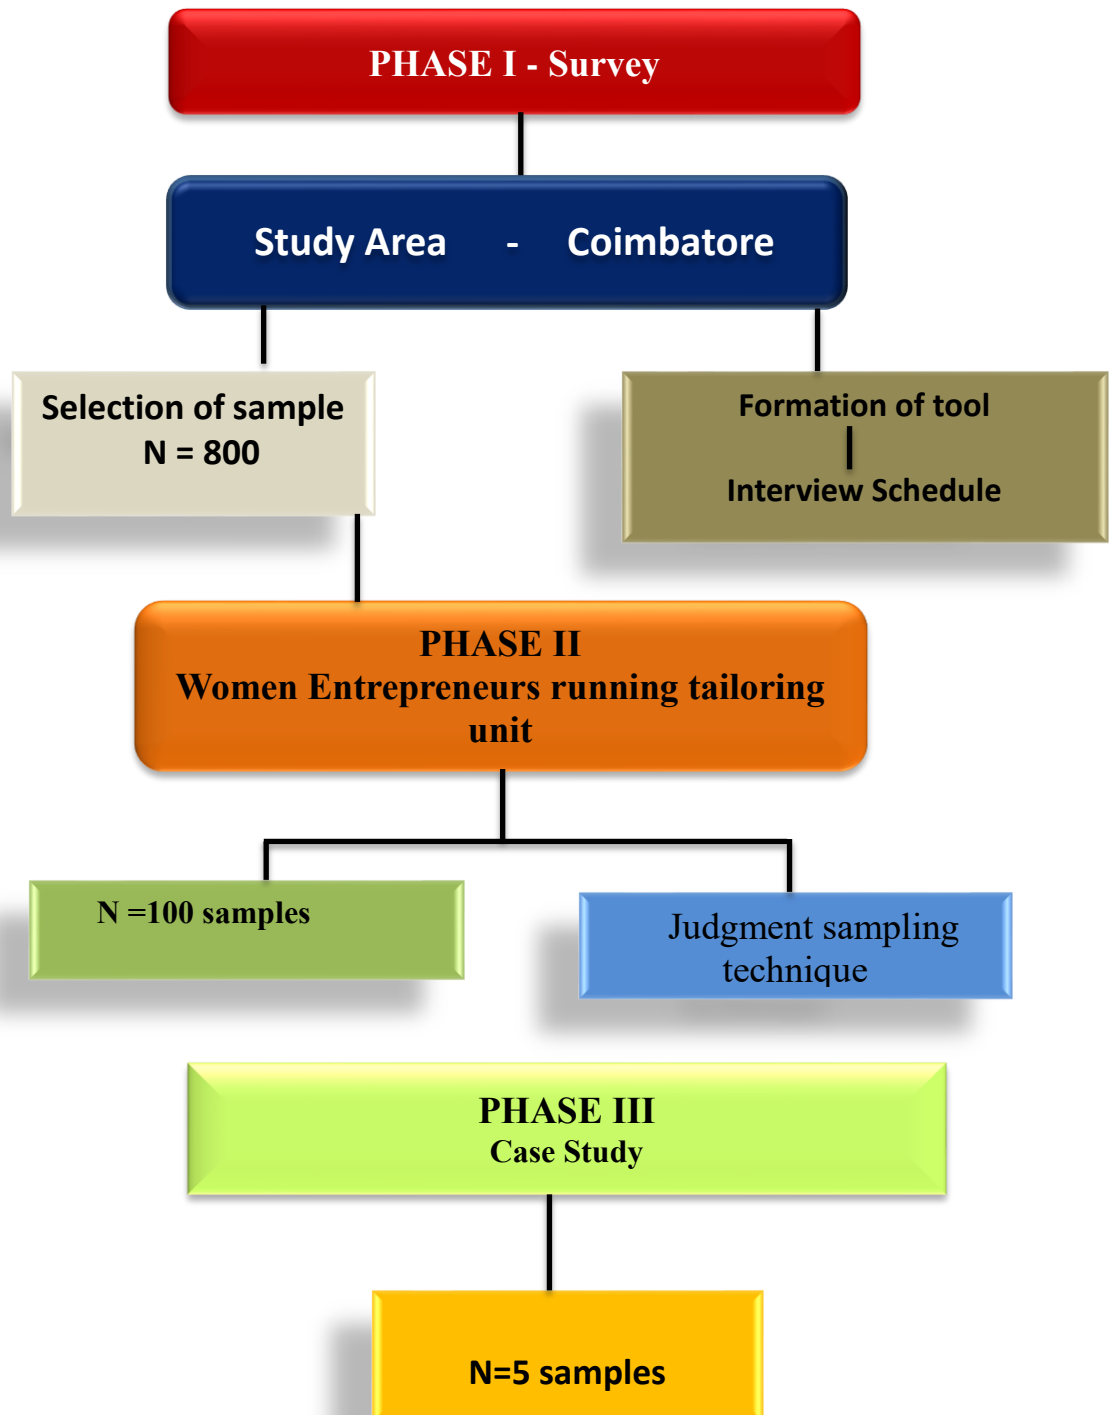 PHASE I - Survey
Study Area - Coimbatore
Selection of sample
N = 800
Formation of tool
Interview Schedule
PHASE II
Women Entrepreneurs running tailoring
unit
N =100 samples
Judgment sampling
technique
PHASE III
Case Study
N=5 samples